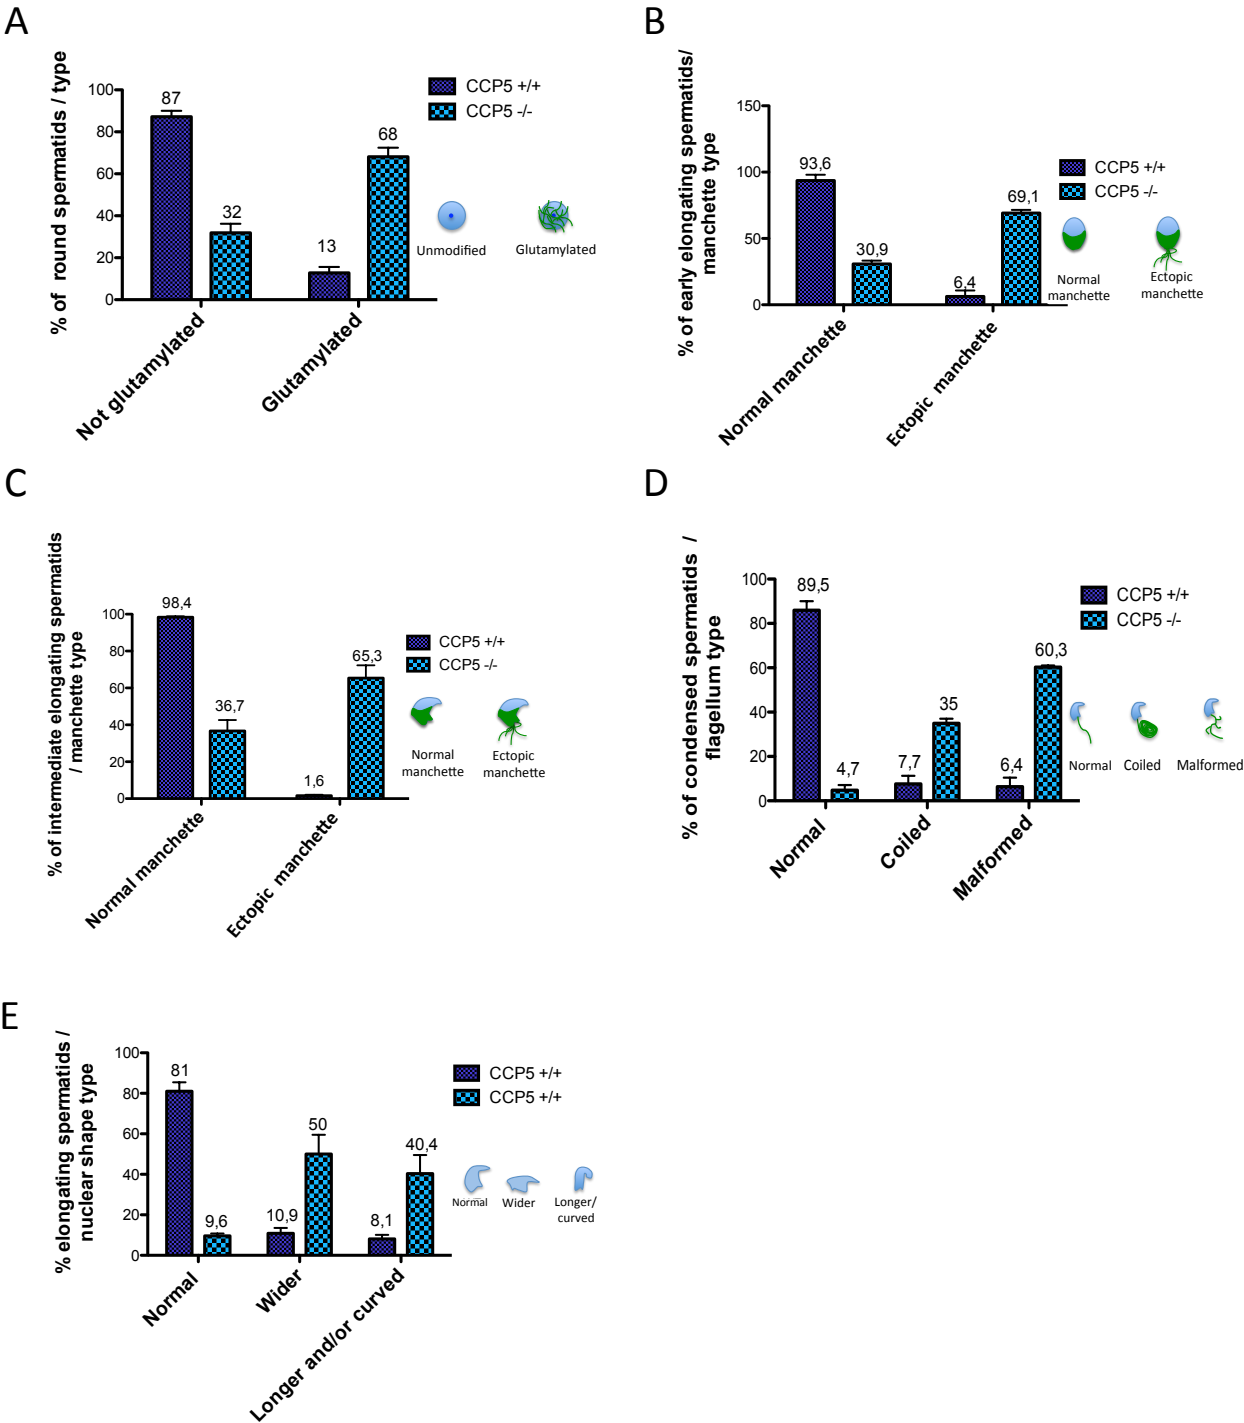 A
% of round spermatids / type
100
80
60
40
20
0
87
32
13
68
Not glutamylated
Glutamylated
CCP5 +/+
CCP5 -/-
Unmodified
Glutamylated
B
% of early elongating spermatids/
manchette type
150
100
50
0
93,6
30,9
6,4
69,1
Normal manchette
Ectopic manchette
CCP5 +/+
CCP5 -/-
Normal
manchette
Ectopic
manchette
C
% of intermediate elongating spermatids
/ manchette type
100
80
60
40
20
0
98,4
36,7
1,6
65,3
Normal manchette
Ectopic manchette
CCP5 +/+
CCP5 -/-
Normal
manchette
Ectopic
manchette
D
% of condensed spermatids /
flagellum type
100
80
60
40
20
0
89,5
4,7
7,7
35
6,4
60,3
Normal
Coiled
Malformed
CCP5 +/+
CCP5 -/-
Normal
Coiled
Malformed
E
% elongating spermatids /
nuclear shape type
100
80
60
40
20
0
81
9,6
10,9
50
8,1
40,4
Normal
Wider
Longer and/or curved
CCP5 +/+
CCP5 +/+
Normal
Wider
Longer/
curved